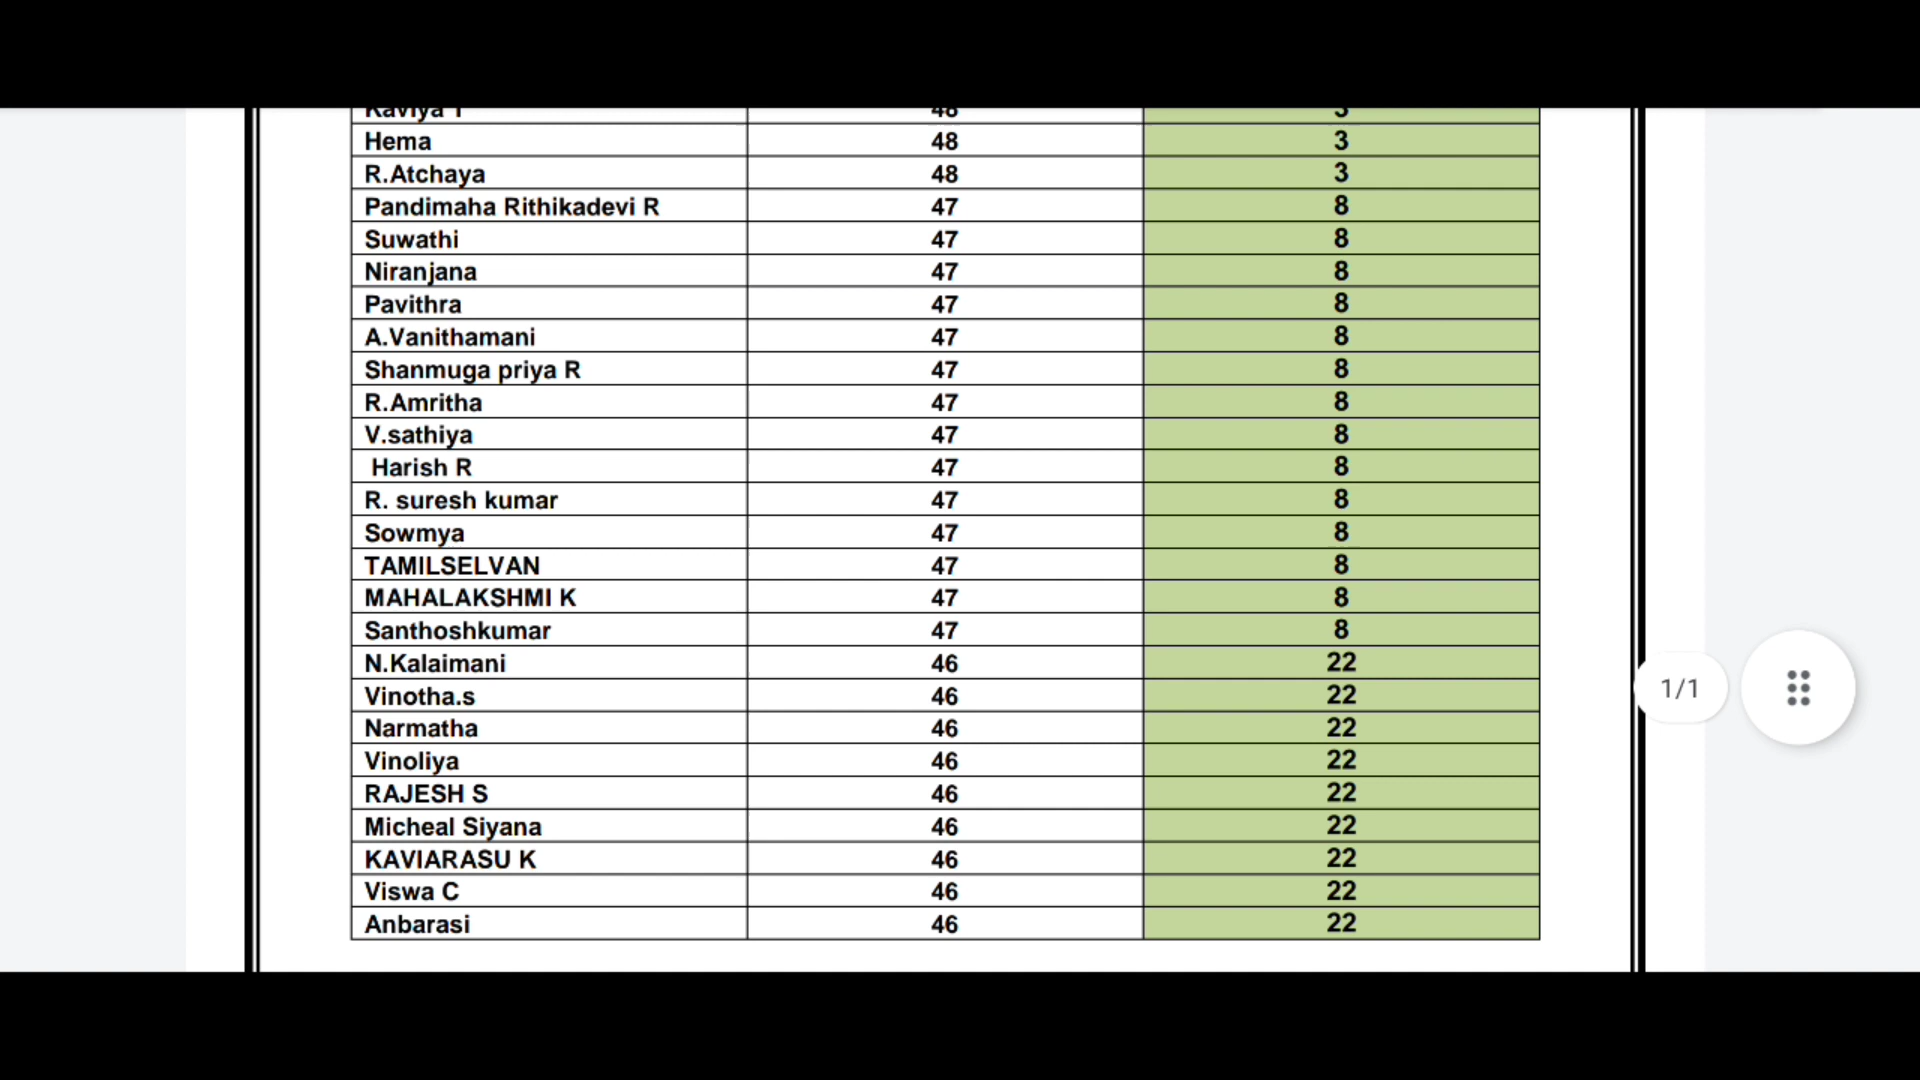 Kaviya T 48 3
Hema 48 3
R.Atchaya 48 3
Pandimaha Rithikadevi R 47 8
Suwathi 47 8
Niranjana 47 8
Pavithra 47 8
A.Vanithamani 47 8
Shanmuga priya R 47 8
R.Amritha 47 8
V.sathiya 47 8
Harish R 47 8
R. suresh kumar 47 8
Sowmya 47 8
TAMILSELVAN 47 8
MAHALAKSHMI K 47 8
Santhoshkumar 47 8
N.Kalaimani 46 22
Vinotha.s 46 22
Narmatha 46 22
Vinoliya 46 22
RAJESH S 46 22
Micheal Siyana 46 22
KAVIARASU K 46 22
Viswa C 46 22
Anbarasi 46 22
1/1